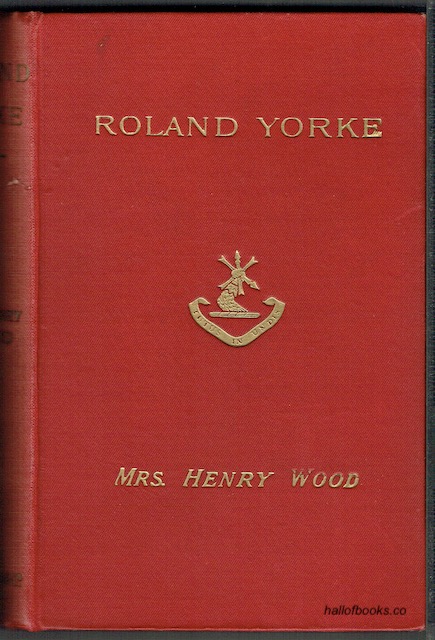 ROLAND YORKE
MRS. HENRY WOOD
hallofbooks.co